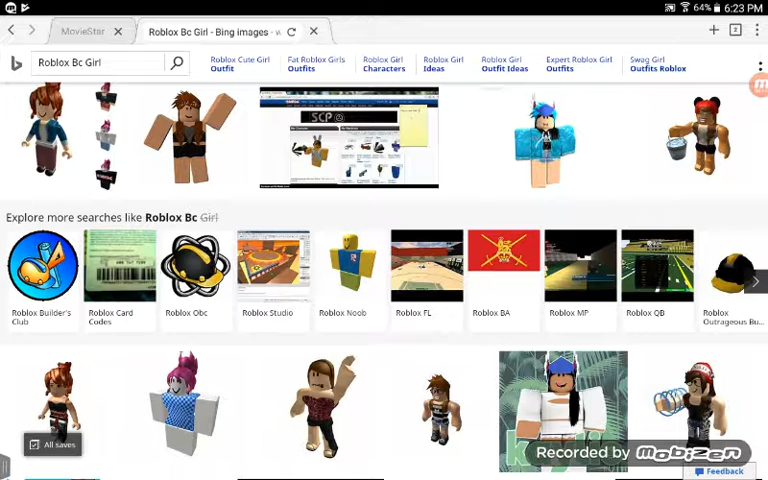 64% 6:23 PM
MovieStar
Roblox Bc Girl - Bing images - w
Roblox Bc Girl
Roblox Cute Girl Outfit
Fat Roblox Girls Outfits
Roblox Girl Characters
Roblox Girl Ideas
Roblox Girl Outfit Ideas
Expert Roblox Girl Outfits
Swag Girl Outfits Roblox
SCP
Explore more searches like Roblox Bc Girl
Roblox Builder's Club
Roblox Card Codes
Roblox Obc
Roblox Studio
Roblox Noob
Roblox FL
Roblox BA
Roblox MP
Roblox QB
Roblox Outrageous Bu...
All saves
Recorded by MOBIZEN
Feedback